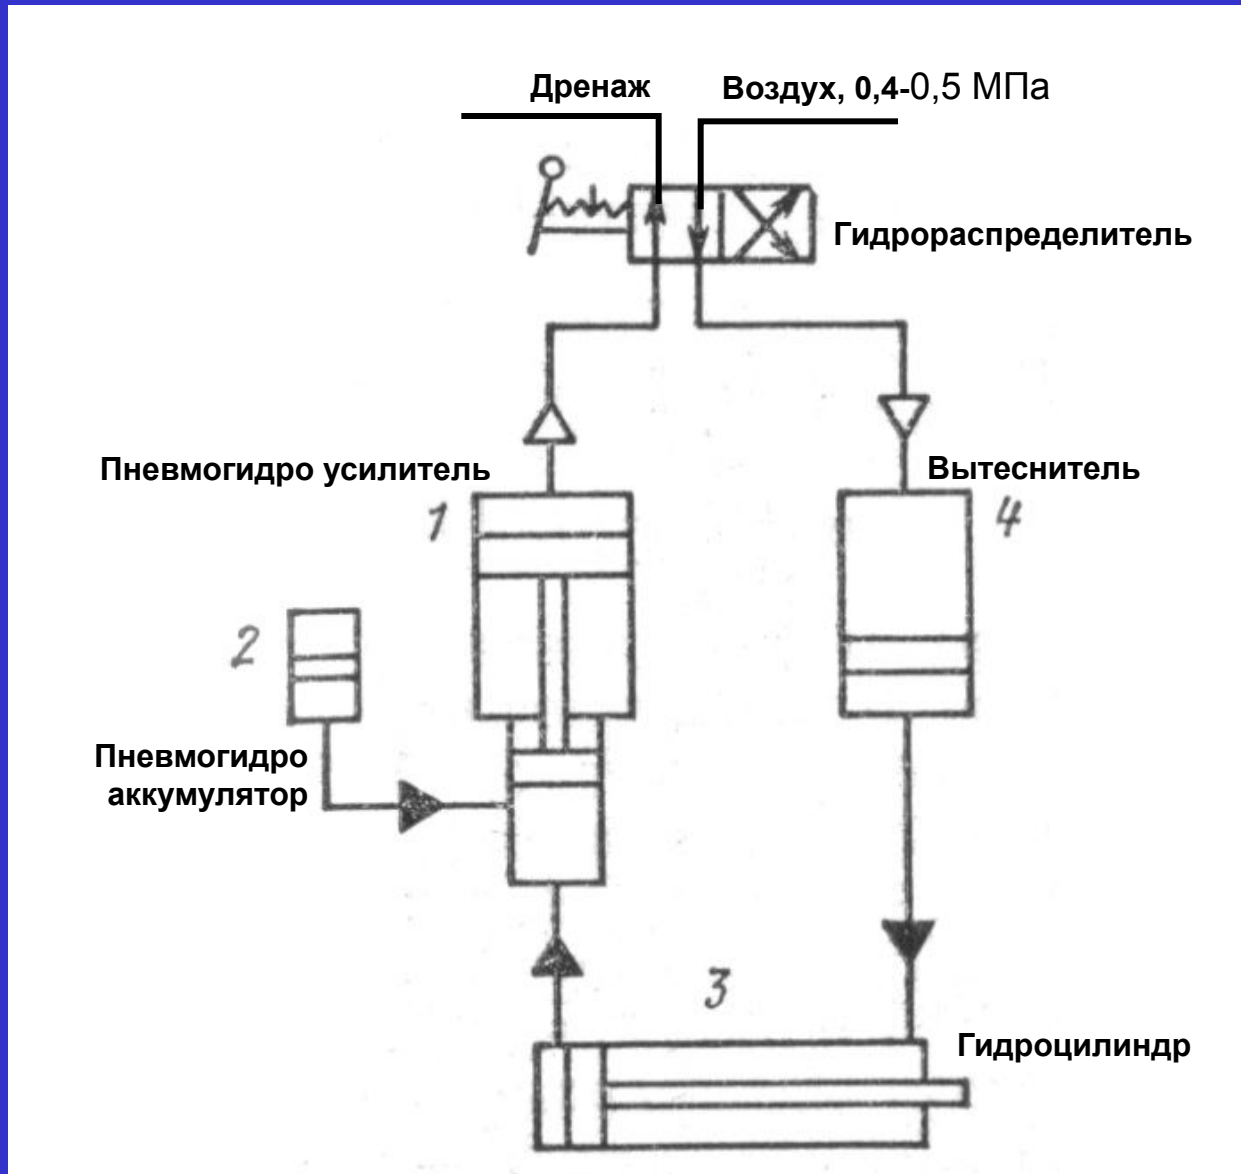 Дренаж
Воздух, 0,4-0,5 МПа
Гидрораспределитель
Пневмогидро усилитель
Вытеснитель
1
4
2
Пневмогидро
аккумулятор
3
Гидроцилиндр